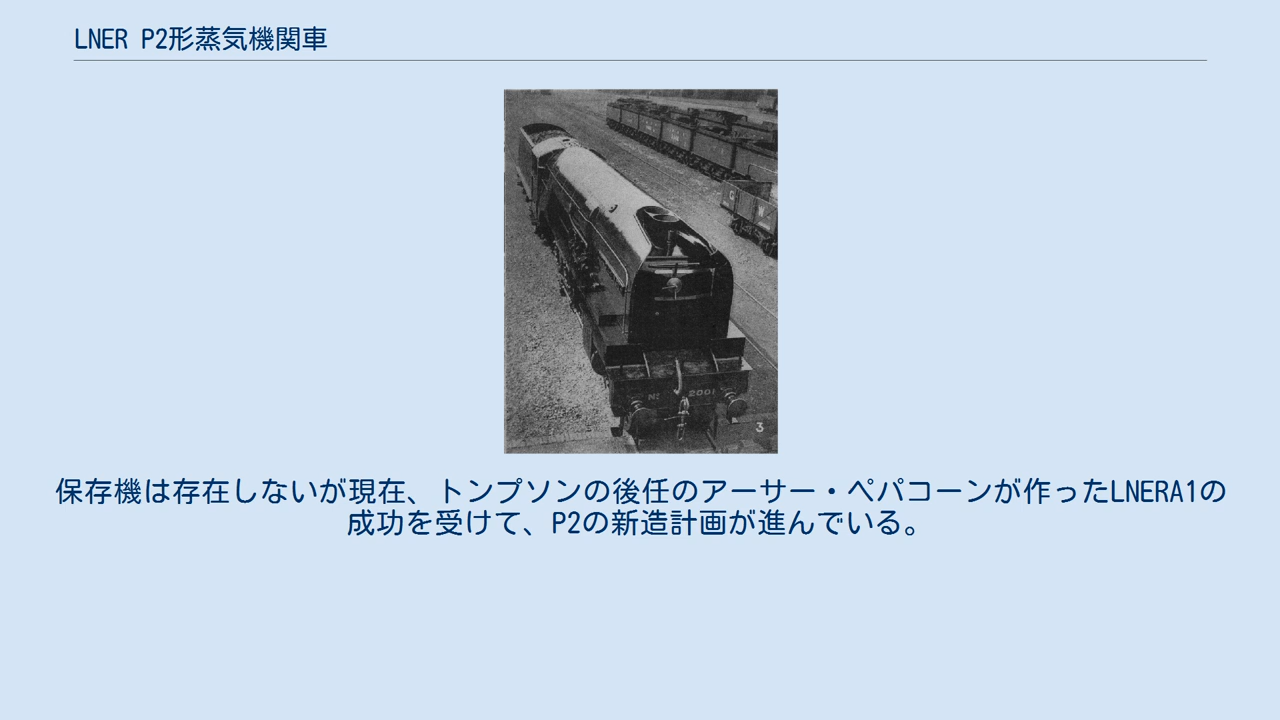 LNER P2形蒸気機関車
G W
Nº 2001
3
保存機は存在しないが現在、トンプソンの後任のアーサー・ペパコーンが作ったLNERA1の
成功を受けて、P2の新造計画が進んでいる。